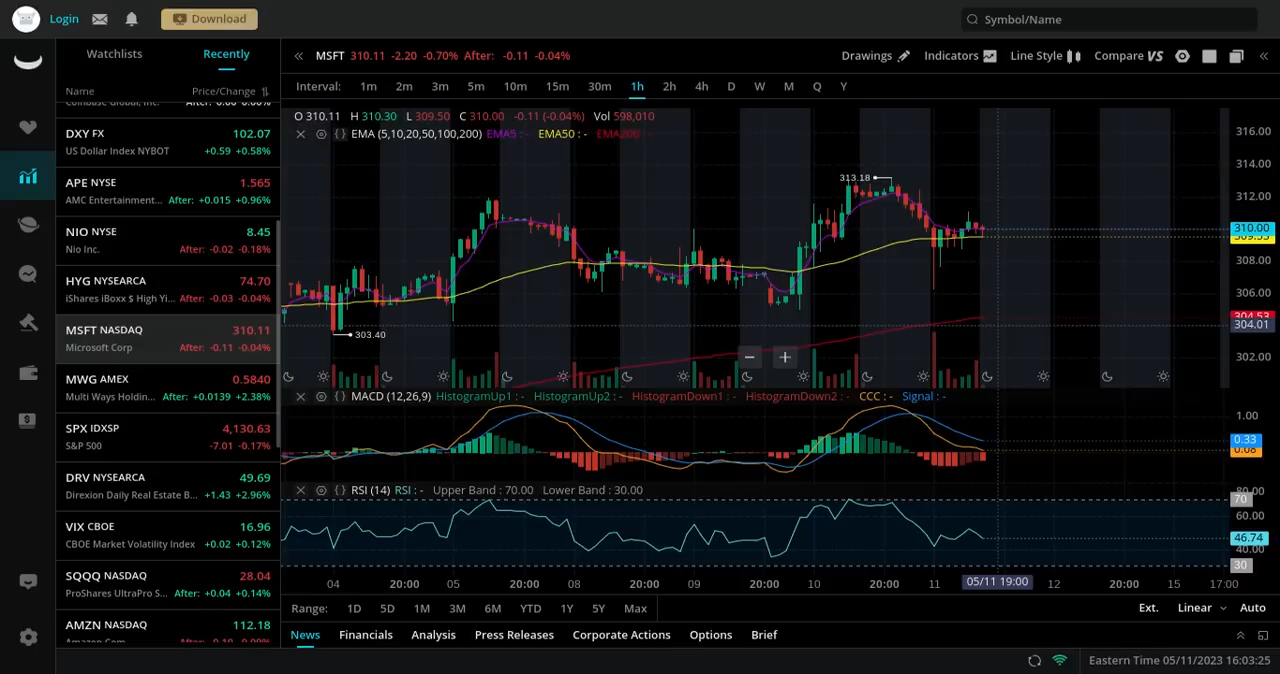 Login Download Symbol/Name
Watchlists Recently
Name Price/Change
Coinbase Global, Inc. After: 0.00 0.00%
DXY FX 102.07
US Dollar Index NYBOT +0.59 +0.58%
APE NYSE 1.565
AMC Entertainment... After: +0.015 +0.96%
NIO NYSE 8.45
Nio Inc. After: -0.02 -0.18%
HYG NYSEARCA 74.70
iShares iBoxx $ High Yi... After: -0.03 -0.04%
MSFT NASDAQ 310.11
Microsoft Corp After: -0.11 -0.04%
MWG AMEX 0.5840
Multi Ways Holdin... After: +0.0139 +2.38%
SPX IDXSP 4,130.63
S&P 500 -7.01 -0.17%
DRV NYSEARCA 49.69
Direxion Daily Real Estate B... +1.43 +2.96%
VIX CBOE 16.96
CBOE Market Volatility Index +0.02 +0.12%
SQQQ NASDAQ 28.04
ProShares UltraPro S... After: +0.04 +0.14%
AMZN NASDAQ 112.18
Amazon Com
MSFT 310.11 -2.20 -0.70% After: -0.11 -0.04% Drawings Indicators Line Style Compare VS
Interval: 1m 2m 3m 5m 10m 15m 30m 1h 2h 4h D W M Q Y
O 310.11 H 310.30 L 309.50 C 310.00 -0.11 (-0.04%) Vol 598,010
EMA (5,10,20,50,100,200) EMA5 : - EMA50 : - EMA200
313.18
303.40
316.00
314.00
312.00
310.00
309.55
308.00
306.00
304.53
304.01
302.00
MACD (12,26,9) HistogramUp1 : - HistogramUp2 : - HistogramDown1 : - HistogramDown2 : - CCC : - Signal : -
1.00
0.33
0.08
RSI (14) RSI : - Upper Band : 70.00 Lower Band : 30.00
80.00
70
60.00
46.74
40.00
30
04 20:00 05 20:00 08 20:00 09 20:00 10 20:00 11 05/11 19:00 12 20:00 15 17:00
Range: 1D 5D 1M 3M 6M YTD 1Y 5Y Max Ext. Linear Auto
News Financials Analysis Press Releases Corporate Actions Options Brief
Eastern Time 05/11/2023 16:03:25